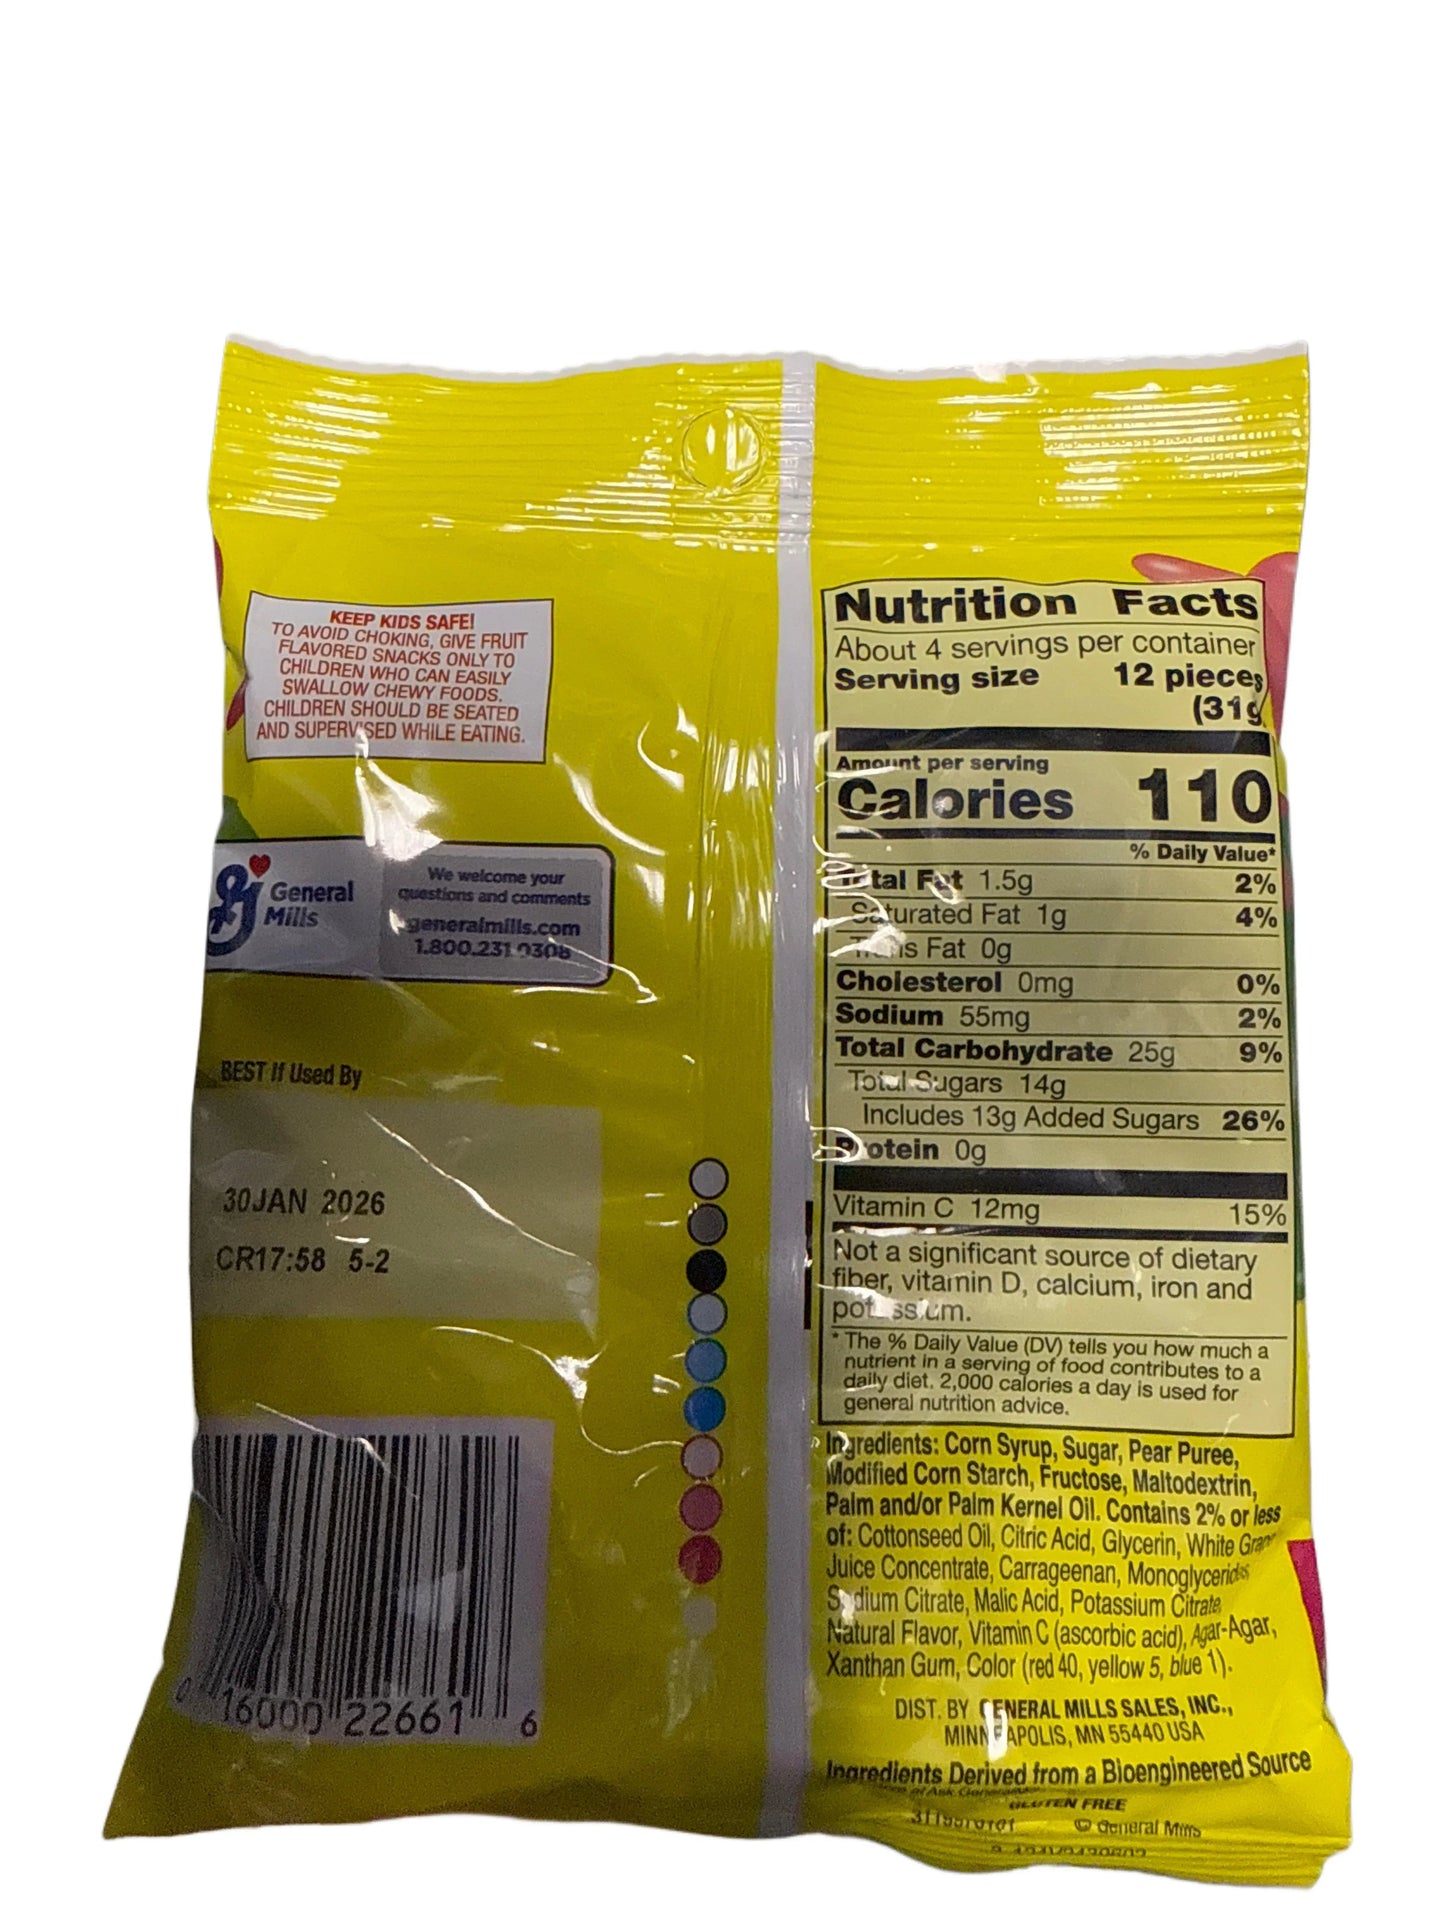 KEEP KIDS SAFE!
TO AVOID CHOKING, GIVE FRUIT
FLAVORED SNACKS ONLY TO
CHILDREN WHO CAN EASILY
SWALLOW CHEWY FOODS.
CHILDREN SHOULD BE SEATED
AND SUPERVISED WHILE EATING.
General
Mills
We welcome your
questions and comments
generalmills.com
1.800.231.0308
BEST If Used By
30JAN 2026
CR17:58 5-2
0 16000 22661 6
Nutrition Facts
About 4 servings per container
Serving size 12 pieces
(31g
Amount per serving
Calories 110
% Daily Value*
Total Fat 1.5g 2%
Saturated Fat 1g 4%
Trans Fat 0g
Cholesterol 0mg 0%
Sodium 55mg 2%
Total Carbohydrate 25g 9%
Total Sugars 14g
Includes 13g Added Sugars 26%
Protein 0g
Vitamin C 12mg 15%
Not a significant source of dietary
fiber, vitamin D, calcium, iron and
potassium.
* The % Daily Value (DV) tells you how much a
nutrient in a serving of food contributes to a
daily diet. 2,000 calories a day is used for
general nutrition advice.
Ingredients: Corn Syrup, Sugar, Pear Puree,
Modified Corn Starch, Fructose, Maltodextrin,
Palm and/or Palm Kernel Oil. Contains 2% or less
of: Cottonseed Oil, Citric Acid, Glycerin, White Grape
Juice Concentrate, Carrageenan, Monoglycerides
Sodium Citrate, Malic Acid, Potassium Citrate,
Natural Flavor, Vitamin C (ascorbic acid), Agar-Agar,
Xanthan Gum, Color (red 40, yellow 5, blue 1).
DIST. BY GENERAL MILLS SALES, INC.,
MINNEAPOLIS, MN 55440 USA
Ingredients Derived from a Bioengineered Source
GLUTEN FREE
© General Mills